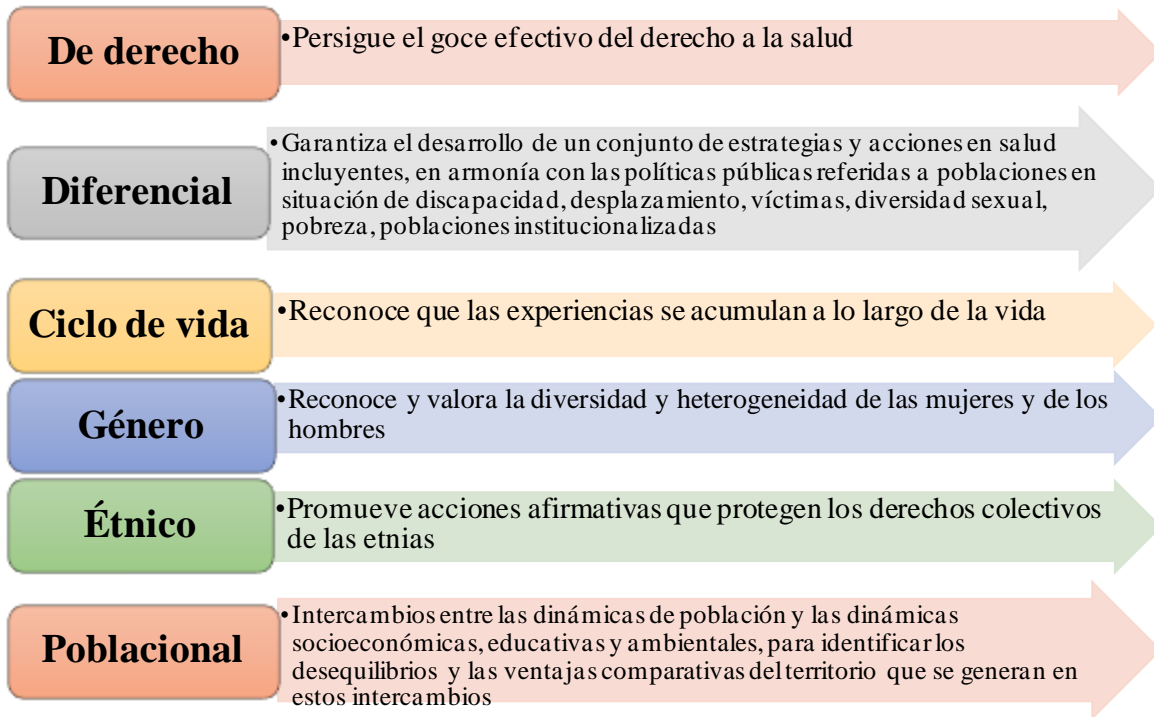 De derecho
•Persigue el goce efectivo del derecho a la salud
Diferencial
•Garantiza el desarrollo de un conjunto de estrategias y acciones en salud
incluyentes, en armonía con las políticas públicas referidas a poblaciones en
situación de discapacidad, desplazamiento, víctimas, diversidad sexual,
pobreza, poblaciones institucionalizadas
Ciclo de vida
•Reconoce que las experiencias se acumulan a lo largo de la vida
Género
•Reconoce y valora la diversidad y heterogeneidad de las mujeres y de los
hombres
Étnico
•Promueve acciones afirmativas que protegen los derechos colectivos
de las etnias
Poblacional
•Intercambios entre las dinámicas de población y las dinámicas
socioeconómicas, educativas y ambientales, para identificar los
desequilibrios y las ventajas comparativas del territorio que se generan en
estos intercambios